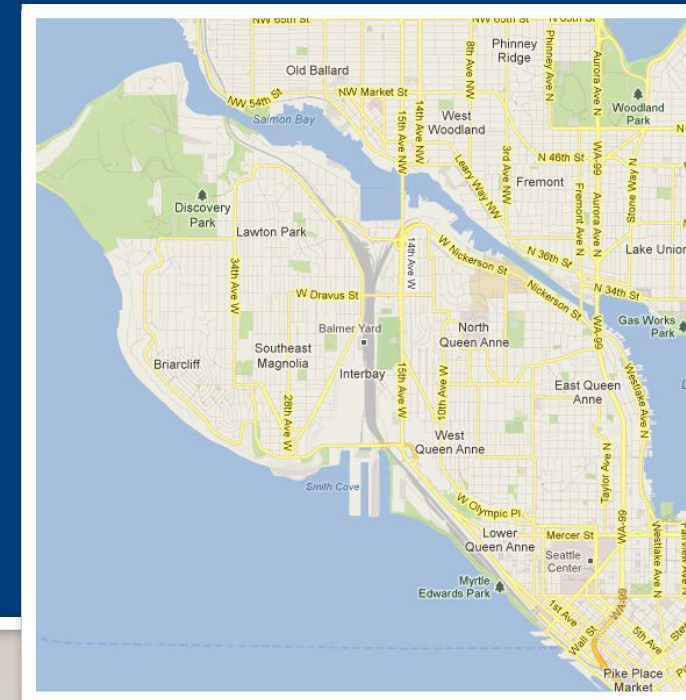 NW 65th St
NW 65th St
N 65th St
Phinney
Ridge
8th Ave NW
Phinney Ave N
Aurora Ave N
Old Ballard
NW 54th St
NW Market St
Salmon Bay
15th Ave NW
14th Ave NW
West
Woodland
Woodland
Park
N
Leary Way NW
3rd Ave NW
N 46th St
WA-99
Fremont
Fremont Ave N
Aurora Ave N
Stone Way N
Discovery
Park
Lawton Park
34th Ave W
14th Ave W
W Nickerson St
N 36th St
Lake Union
Nickerson St
N 34th St
W Dravus St
Balmer Yard
North
Queen Anne
WA-99
Gas Works
Park
Briarcliff
Southeast
Magnolia
Interbay
15th Ave W
10th Ave W
28th Ave W
East Queen
Anne
Westlake Ave N
West
Queen Anne
Taylor Ave N
Smith Cove
W Olympic Pl
Lower
Queen Anne
Mercer St
WA-99
Westlake Ave N
Fairview Ave N
Seattle
Center
Myrtle
Edwards Park
1st Ave
WA-99
Wall St
5th Ave
Pike Place
Market